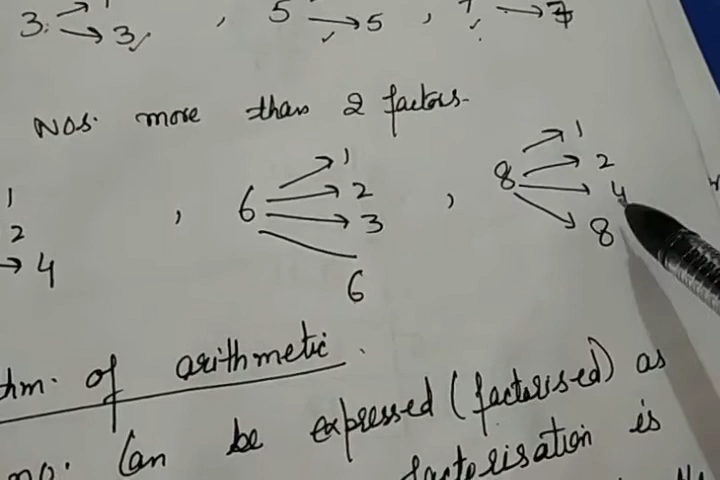 3 → 3 , 5 → 5 , → 7
Nos. more than 2 factors.
1 6 → 1 8 → 1
2 , → 2 , → 2
→ 4 → 3 → 4
6 → 8
thm. of arithmetic.
no. can be expressed (factorised) as
factorisation is